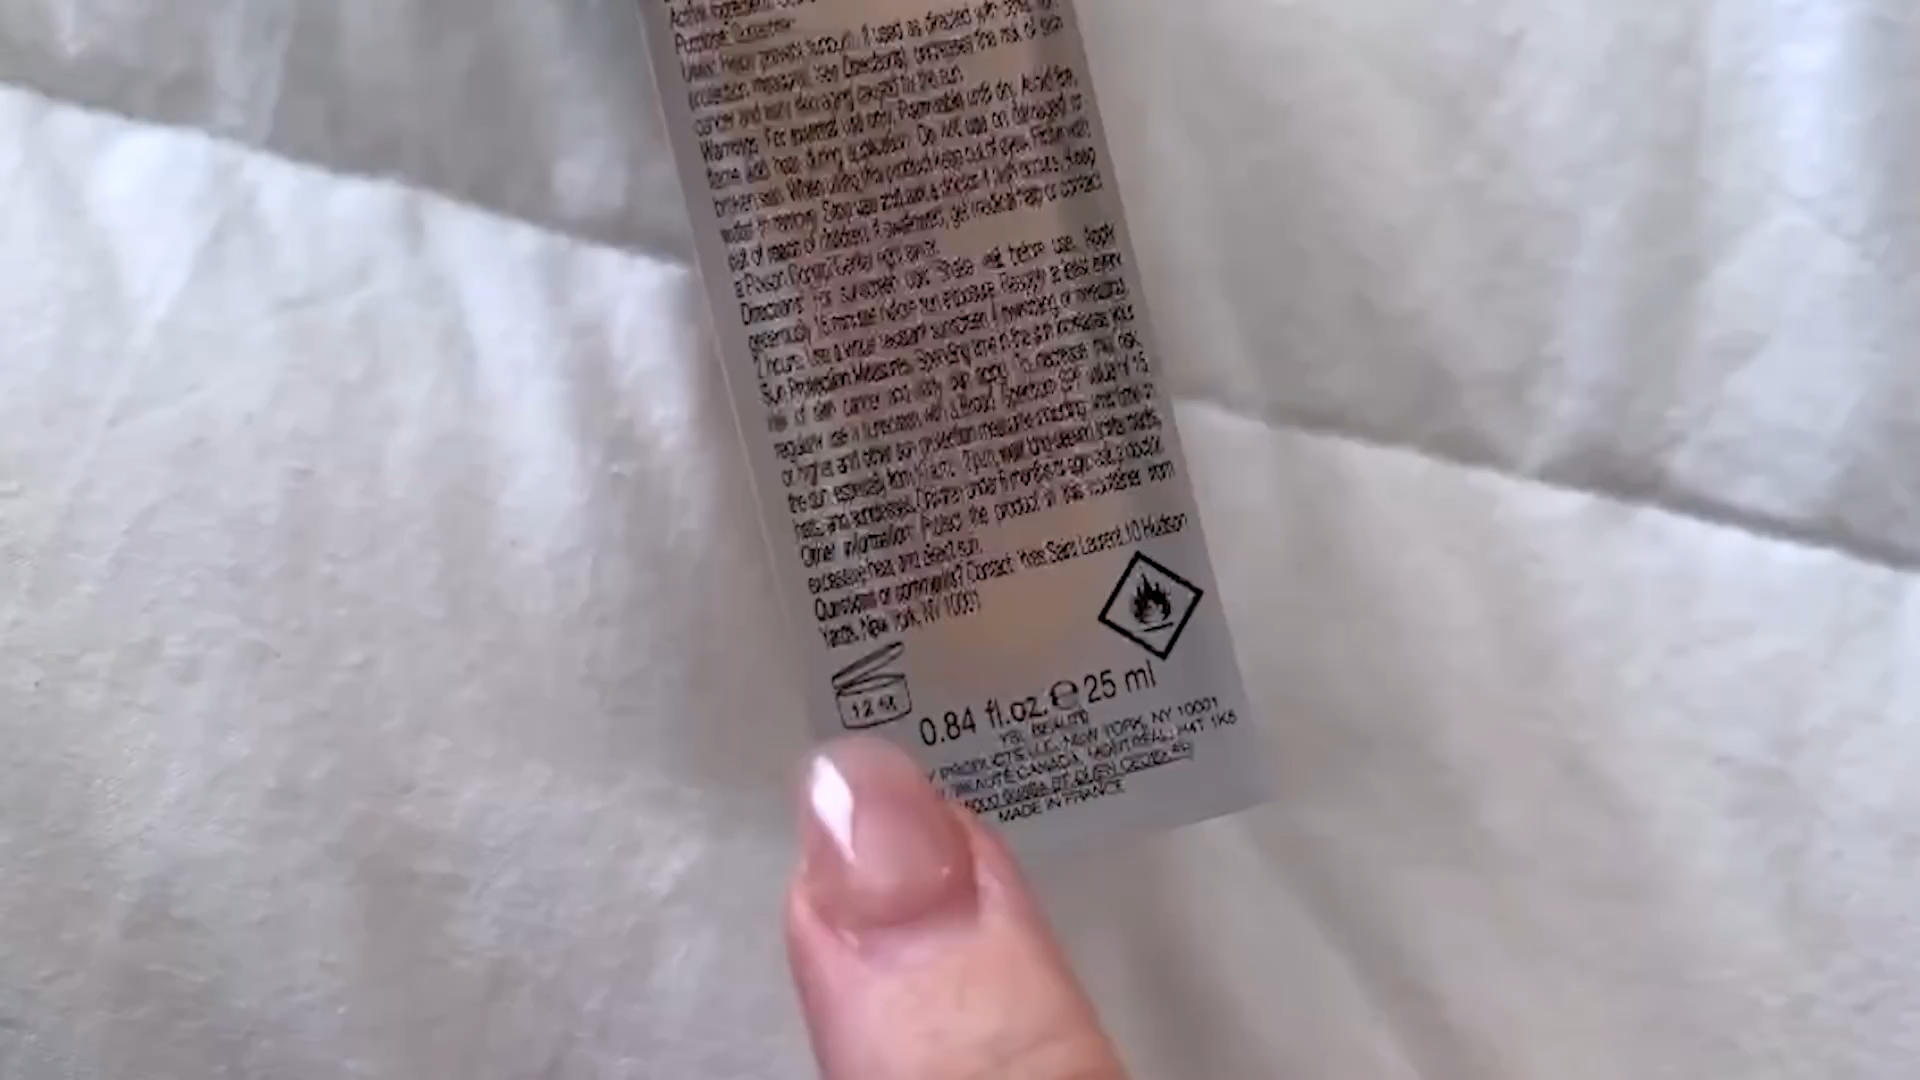 Purpose: Sunscreen
Uses: Helps prevent sunburn. If used as directed with other sun
protection measures (see Directions), decreases the risk of skin
cancer and early skin aging caused by the sun.
Warnings: For external use only. Flammable until dry. Avoid fire,
flame and heat during application. Do not use on damaged or
broken skin. When using this product keep out of eyes. Rinse with
water to remove. Stop use and ask a doctor if rash occurs. Keep
out of reach of children. If swallowed, get medical help or contact
a Poison Control Center right away.
Directions: For sunscreen use: Shake well before use. Apply
generously 15 minutes before sun exposure. Reapply at least every
2 hours. Use a water resistant sunscreen if swimming or sweating.
Sun Protection Measures. Spending time in the sun increases your
risk of skin cancer and early skin aging. To decrease this risk,
regularly use a sunscreen with a Broad Spectrum SPF value of 15
or higher and other sun protection measures including: limit time in
the sun, especially from 10 a.m. - 2 p.m.; wear long-sleeved shirts, pants,
hats, and sunglasses. Children under 6 months of age: ask a doctor.
Other information: Protect the product in this container from
excessive heat and direct sun.
Questions or comments? Contact: Yves Saint Laurent, 10 Hudson
Yards, New York, NY 10001
12 M
0.84 fl.oz. e 25 ml
YSL BEAUTE
PRODUCTS LLC, NEW YORK, NY 10001
BEAUTÉ CANADA, MONTRÉAL, H4T 1K5
MADE IN FRANCE